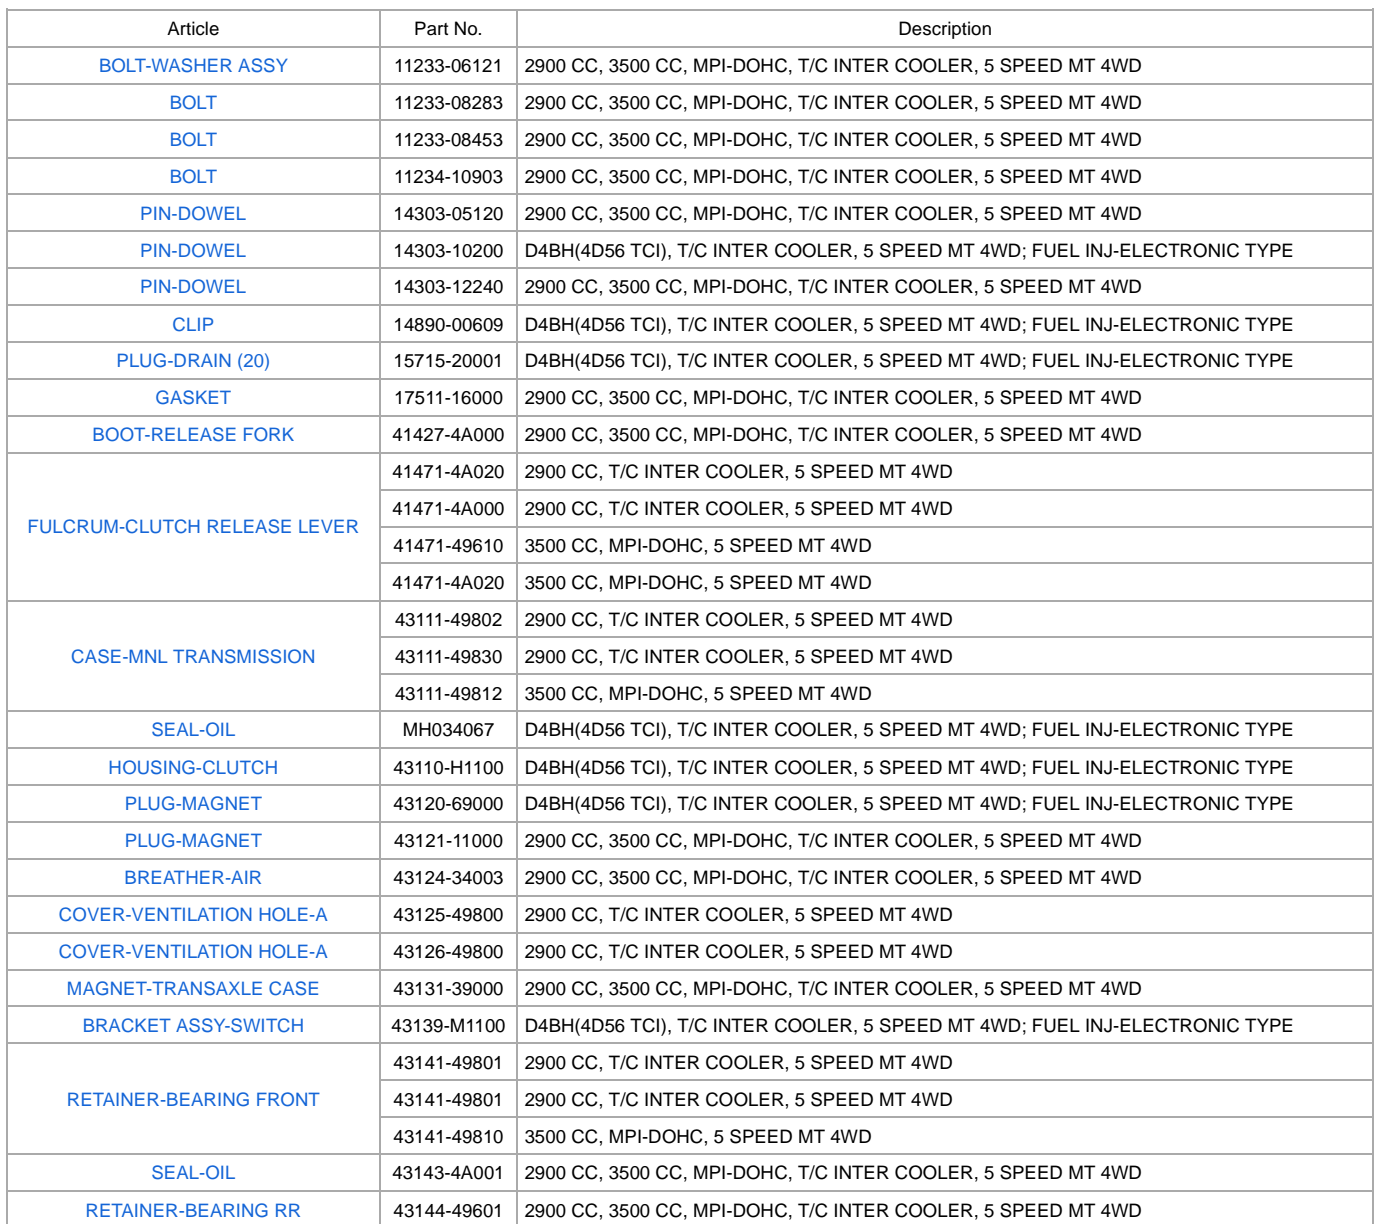 Article Part No. Description
BOLT-WASHER ASSY 11233-06121 2900 CC, 3500 CC, MPI-DOHC, T/C INTER COOLER, 5 SPEED MT 4WD
BOLT 11233-08283 2900 CC, 3500 CC, MPI-DOHC, T/C INTER COOLER, 5 SPEED MT 4WD
BOLT 11233-08453 2900 CC, 3500 CC, MPI-DOHC, T/C INTER COOLER, 5 SPEED MT 4WD
BOLT 11234-10903 2900 CC, 3500 CC, MPI-DOHC, T/C INTER COOLER, 5 SPEED MT 4WD
PIN-DOWEL 14303-05120 2900 CC, 3500 CC, MPI-DOHC, T/C INTER COOLER, 5 SPEED MT 4WD
PIN-DOWEL 14303-10200 D4BH(4D56 TCI), T/C INTER COOLER, 5 SPEED MT 4WD; FUEL INJ-ELECTRONIC TYPE
PIN-DOWEL 14303-12240 2900 CC, 3500 CC, MPI-DOHC, T/C INTER COOLER, 5 SPEED MT 4WD
CLIP 14890-00609 D4BH(4D56 TCI), T/C INTER COOLER, 5 SPEED MT 4WD; FUEL INJ-ELECTRONIC TYPE
PLUG-DRAIN (20) 15715-20001 D4BH(4D56 TCI), T/C INTER COOLER, 5 SPEED MT 4WD; FUEL INJ-ELECTRONIC TYPE
GASKET 17511-16000 2900 CC, 3500 CC, MPI-DOHC, T/C INTER COOLER, 5 SPEED MT 4WD
BOOT-RELEASE FORK 41427-4A000 2900 CC, 3500 CC, MPI-DOHC, T/C INTER COOLER, 5 SPEED MT 4WD
FULCRUM-CLUTCH RELEASE LEVER 41471-4A020 2900 CC, T/C INTER COOLER, 5 SPEED MT 4WD
41471-4A000 2900 CC, T/C INTER COOLER, 5 SPEED MT 4WD
41471-49610 3500 CC, MPI-DOHC, 5 SPEED MT 4WD
41471-4A020 3500 CC, MPI-DOHC, 5 SPEED MT 4WD
CASE-MNL TRANSMISSION 43111-49802 2900 CC, T/C INTER COOLER, 5 SPEED MT 4WD
43111-49830 2900 CC, T/C INTER COOLER, 5 SPEED MT 4WD
43111-49812 3500 CC, MPI-DOHC, 5 SPEED MT 4WD
SEAL-OIL MH034067 D4BH(4D56 TCI), T/C INTER COOLER, 5 SPEED MT 4WD; FUEL INJ-ELECTRONIC TYPE
HOUSING-CLUTCH 43110-H1100 D4BH(4D56 TCI), T/C INTER COOLER, 5 SPEED MT 4WD; FUEL INJ-ELECTRONIC TYPE
PLUG-MAGNET 43120-69000 D4BH(4D56 TCI), T/C INTER COOLER, 5 SPEED MT 4WD; FUEL INJ-ELECTRONIC TYPE
PLUG-MAGNET 43121-11000 2900 CC, 3500 CC, MPI-DOHC, T/C INTER COOLER, 5 SPEED MT 4WD
BREATHER-AIR 43124-34003 2900 CC, 3500 CC, MPI-DOHC, T/C INTER COOLER, 5 SPEED MT 4WD
COVER-VENTILATION HOLE-A 43125-49800 2900 CC, T/C INTER COOLER, 5 SPEED MT 4WD
COVER-VENTILATION HOLE-A 43126-49800 2900 CC, T/C INTER COOLER, 5 SPEED MT 4WD
MAGNET-TRANSAXLE CASE 43131-39000 2900 CC, 3500 CC, MPI-DOHC, T/C INTER COOLER, 5 SPEED MT 4WD
BRACKET ASSY-SWITCH 43139-M1100 D4BH(4D56 TCI), T/C INTER COOLER, 5 SPEED MT 4WD; FUEL INJ-ELECTRONIC TYPE
RETAINER-BEARING FRONT 43141-49801 2900 CC, T/C INTER COOLER, 5 SPEED MT 4WD
43141-49801 2900 CC, T/C INTER COOLER, 5 SPEED MT 4WD
43141-49810 3500 CC, MPI-DOHC, 5 SPEED MT 4WD
SEAL-OIL 43143-4A001 2900 CC, 3500 CC, MPI-DOHC, T/C INTER COOLER, 5 SPEED MT 4WD
RETAINER-BEARING RR 43144-49601 2900 CC, 3500 CC, MPI-DOHC, T/C INTER COOLER, 5 SPEED MT 4WD